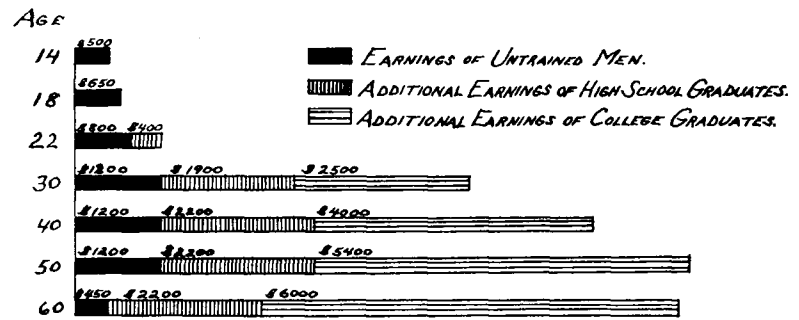 AGE
14 $500
EARNINGS OF UNTRAINED MEN.
18 $650
ADDITIONAL EARNINGS OF HIGH-SCHOOL GRADUATES.
22 $800 $400
ADDITIONAL EARNINGS OF COLLEGE GRADUATES.
30 $1200 $1900 $2500
40 $1200 $2200 $4000
50 $1200 $2200 $5400
60 $450 $2200 $6000